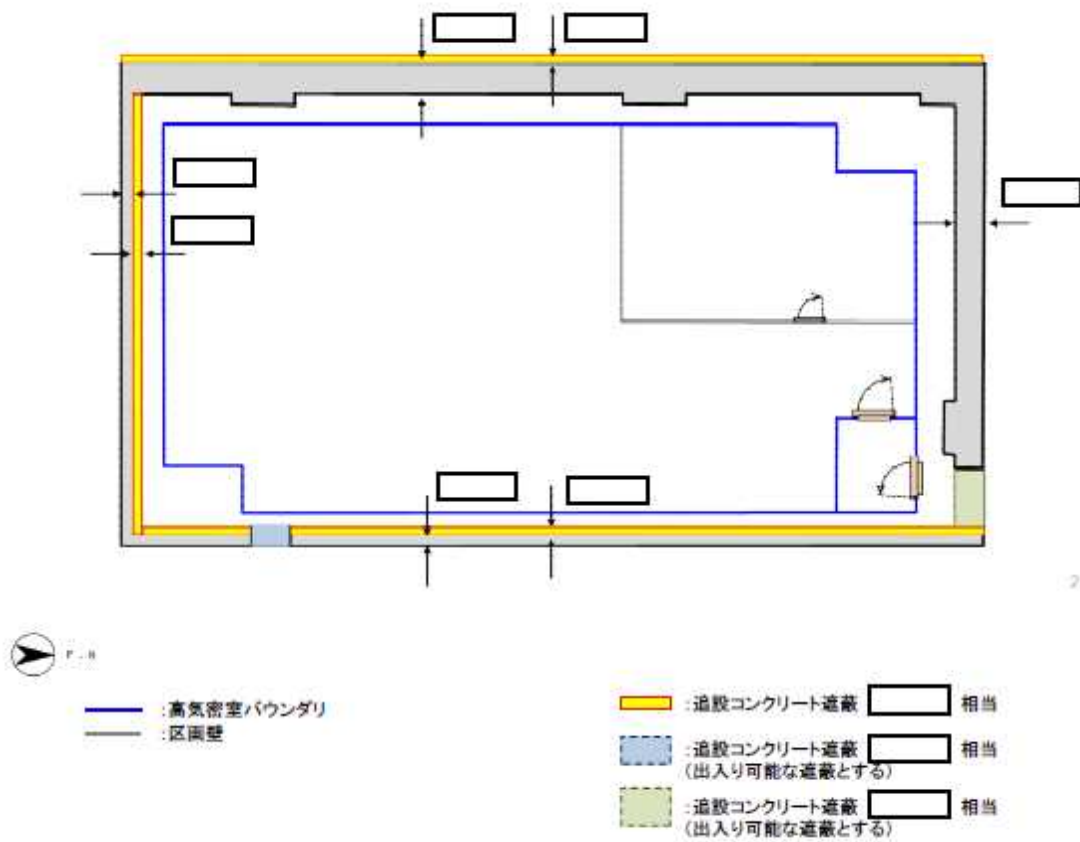 2
:高気密室バウンダリ
:区画壁
:追設コンクリート遮蔽 相当
:追設コンクリート遮蔽 相当
(出入り可能な遮蔽とする)
:追設コンクリート遮蔽 相当
(出入り可能な遮蔽とする)